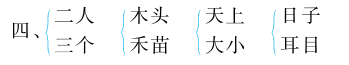 二人 木头 天上 日子
四、
三个 禾苗 大小 耳目